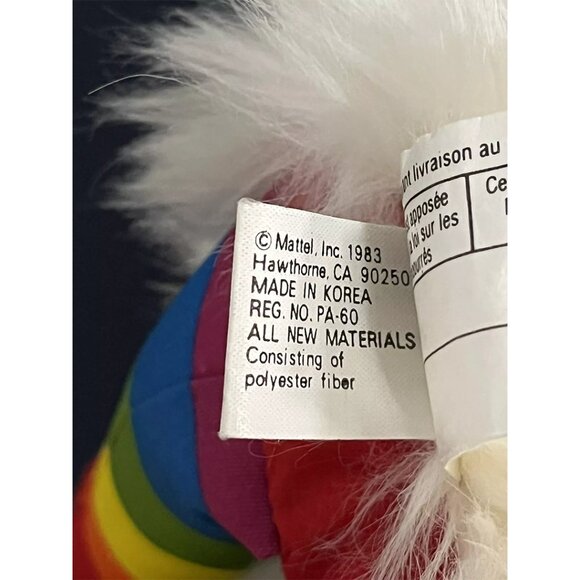 © Mattel, Inc. 1983
Hawthorne, CA 90250
MADE IN KOREA
REG. NO. PA-60
ALL NEW MATERIALS
Consisting of
polyester fiber
livraison au
apposée
loi sur les
Ce